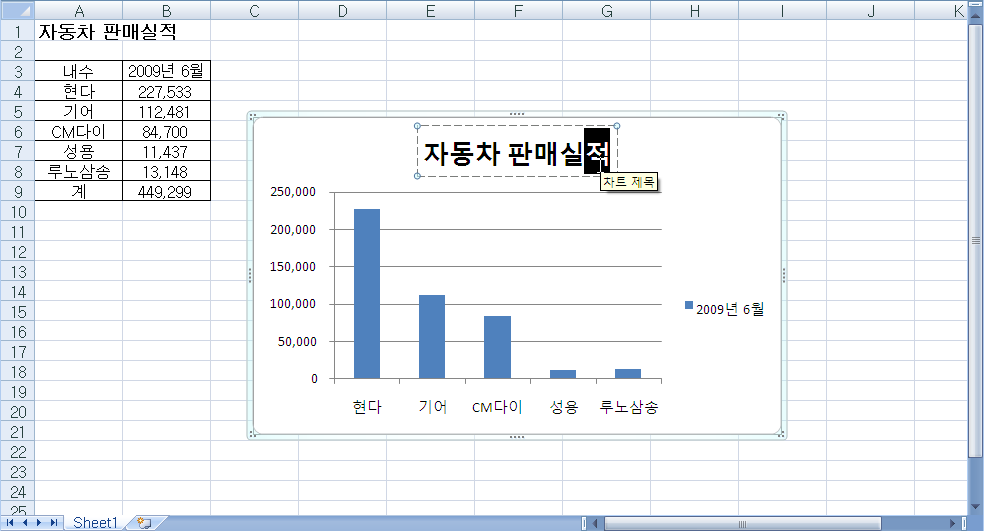 A B C D E F G H I J K
1 자동차 판매실적
2
3 내수 2009년 6월
4 현다 227,533
5 기어 112,481
6 CM다이 84,700
7 성용 11,437
8 루노삼송 13,148
9 계 449,299
10
11
12
13
14
15
16
17
18
19
20
21
22
23
24
25
자동차 판매실적
차트 제목
250,000
200,000
150,000
100,000
50,000
0
현다 기어 CM다이 성용 루노삼송
2009년 6월
Sheet1